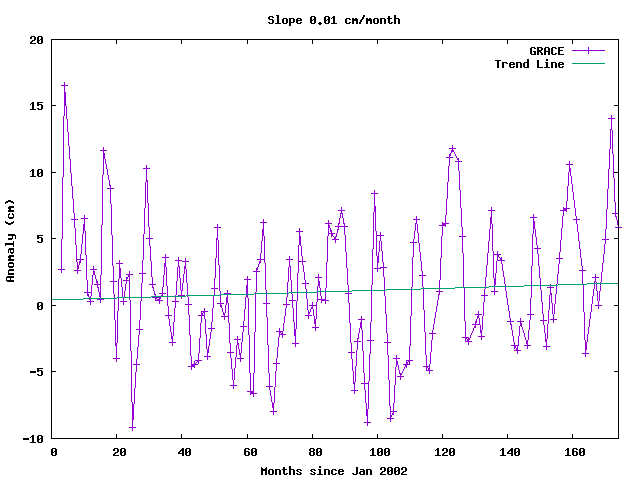 Slope 0.01 cm/month
20
15
10
5
0
-5
-10
Anomaly (cm)
GRACE
Trend Line
0 20 40 60 80 100 120 140 160
Months since Jan 2002